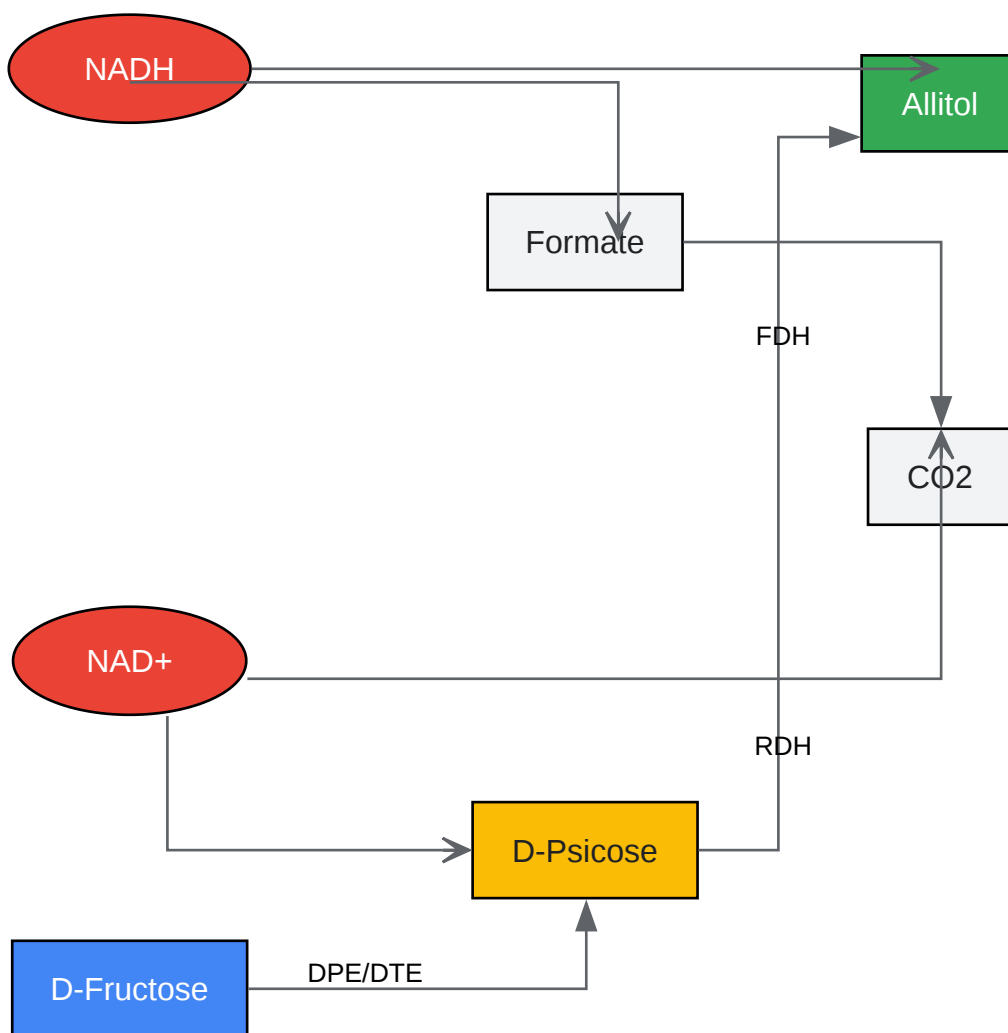 NADH
Allitol
Formate
FDH
CO2
NAD+
RDH
D-Psicose
DPE/DTE
D-Fructose